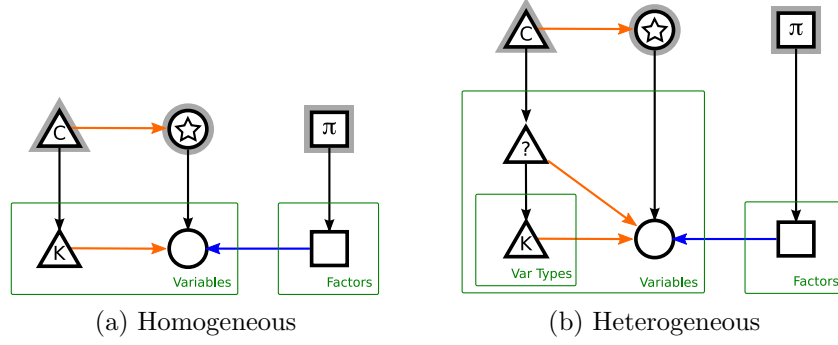 C
π
C
π
?
K
K
Var Types
Variables
Factors
Variables
Factors
(a) Homogeneous
(b) Heterogeneous